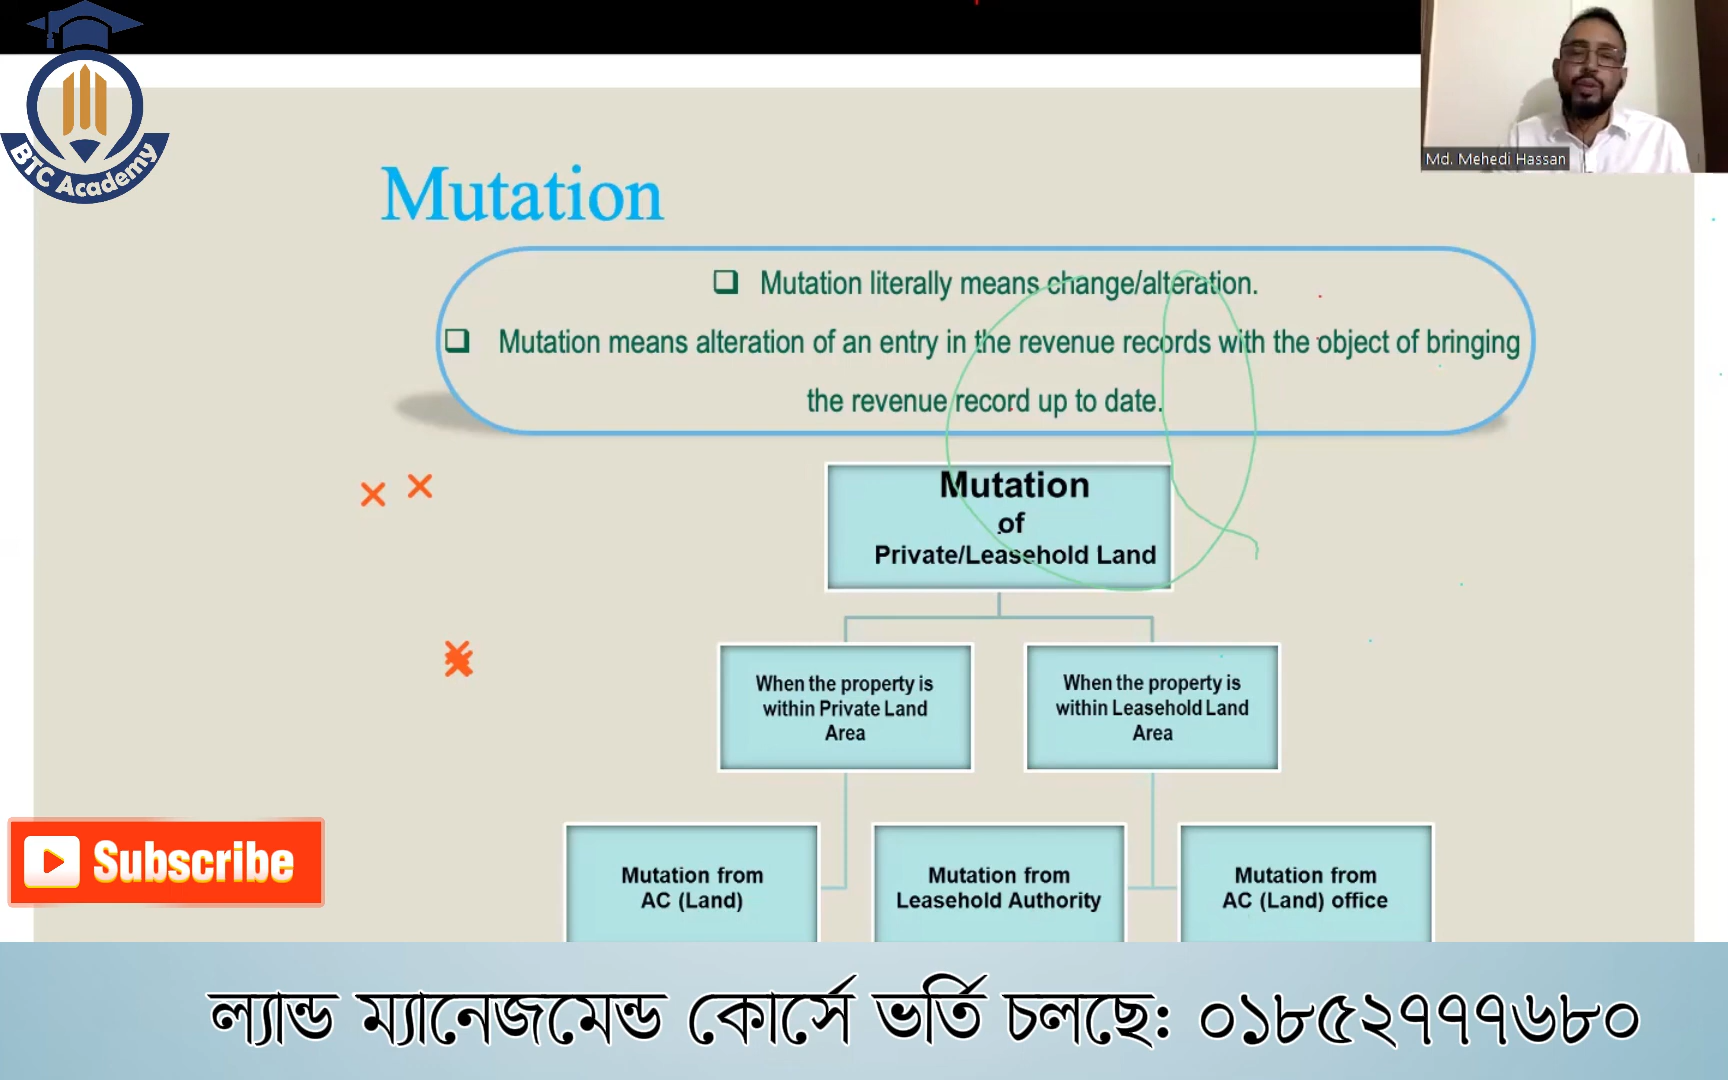 BTC Academy
Md. Mehedi Hassan
Mutation
Mutation literally means change/alteration.
Mutation means alteration of an entry in the revenue records with the object of bringing
the revenue record up to date.
Mutation
of
Private/Leasehold Land
When the property is
within Private Land
Area
When the property is
within Leasehold Land
Area
Mutation from
AC (Land)
Mutation from
Leasehold Authority
Mutation from
AC (Land) office
Subscribe
ল্যান্ড ম্যানেজমেন্ড কোর্সে ভর্তি চলছে: ০১৮৫২৭৭৭৬৮০